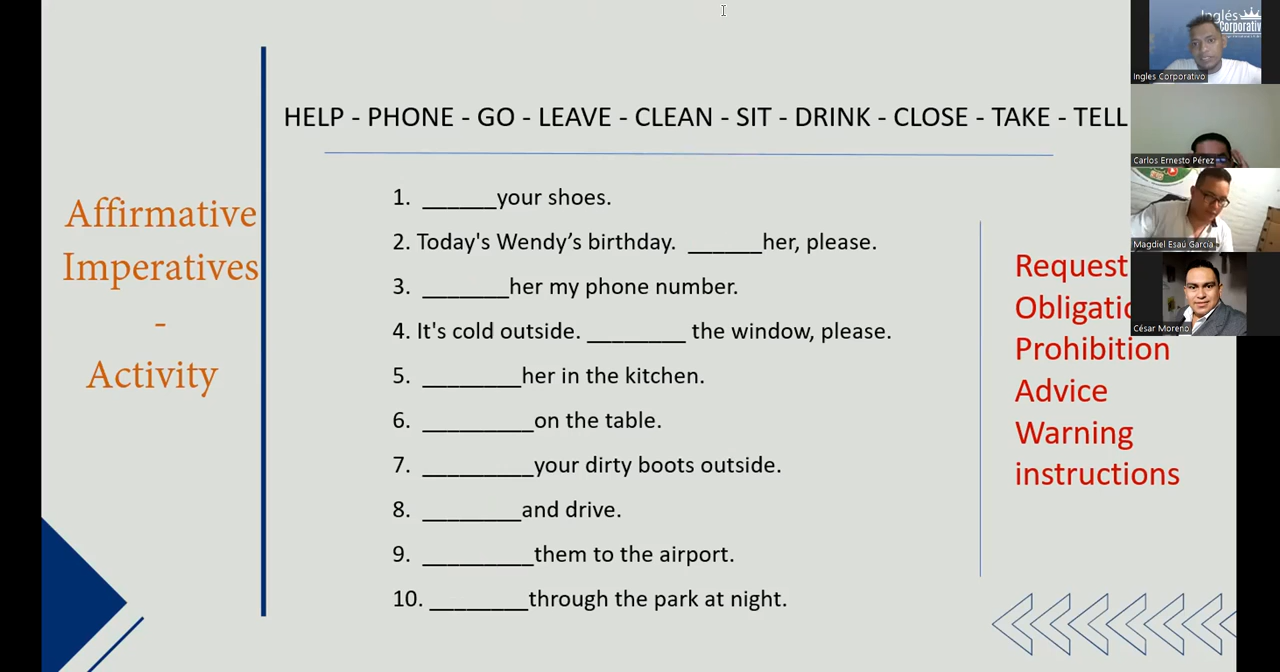 Inglés
Corporativo
Ingles Corporativo
HELP - PHONE - GO - LEAVE - CLEAN - SIT - DRINK - CLOSE - TAKE - TELL
Carlos Ernesto Pérez
Affirmative
Imperatives
-
Activity
1. ______your shoes.
2. Today's Wendy’s birthday. ______her, please.
3. _______her my phone number.
4. It's cold outside. ________ the window, please.
5. ________her in the kitchen.
6. _________on the table.
7. _________your dirty boots outside.
8. ________and drive.
9. _________them to the airport.
10. ________through the park at night.
Magdiel Esaú García
César Moreno
Request
Obligatio
Prohibition
Advice
Warning
instructions